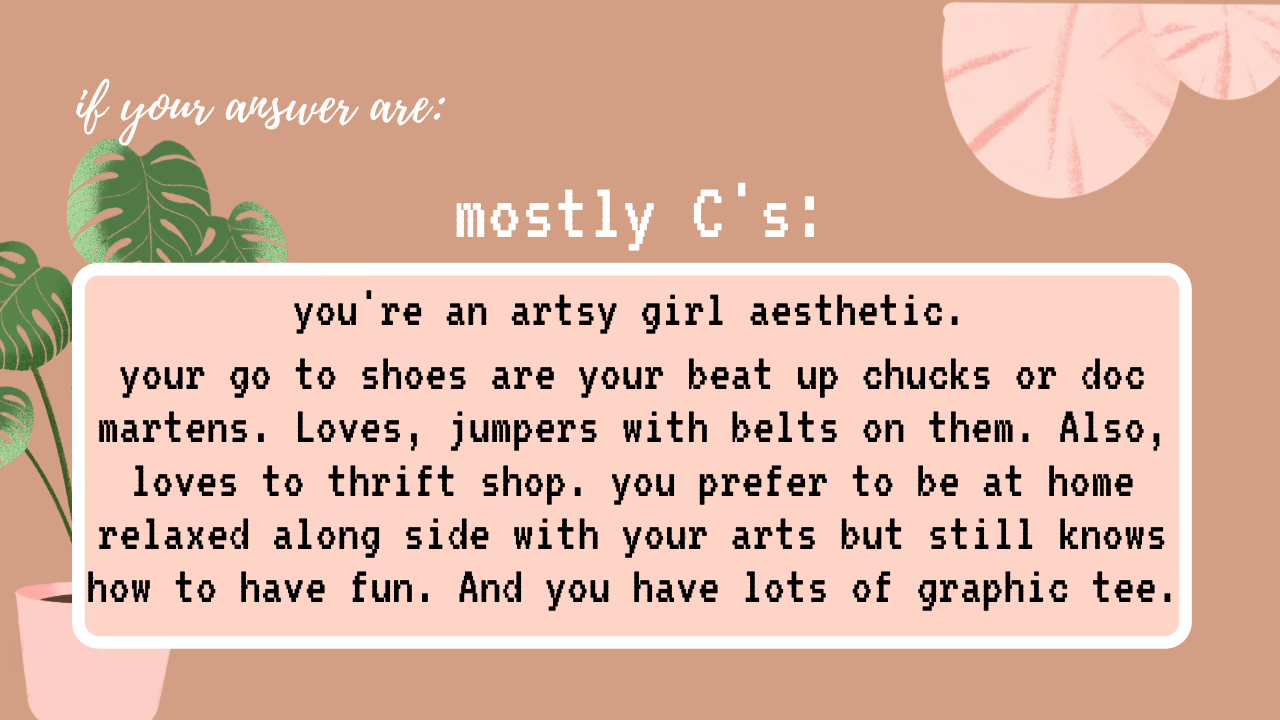 if your answer are:
mostly C's:
you're an artsy girl aesthetic.
your go to shoes are your beat up chucks or doc
martens. Loves, jumpers with belts on them. Also,
loves to thrift shop. you prefer to be at home
relaxed along side with your arts but still knows
how to have fun. And you have lots of graphic tee.